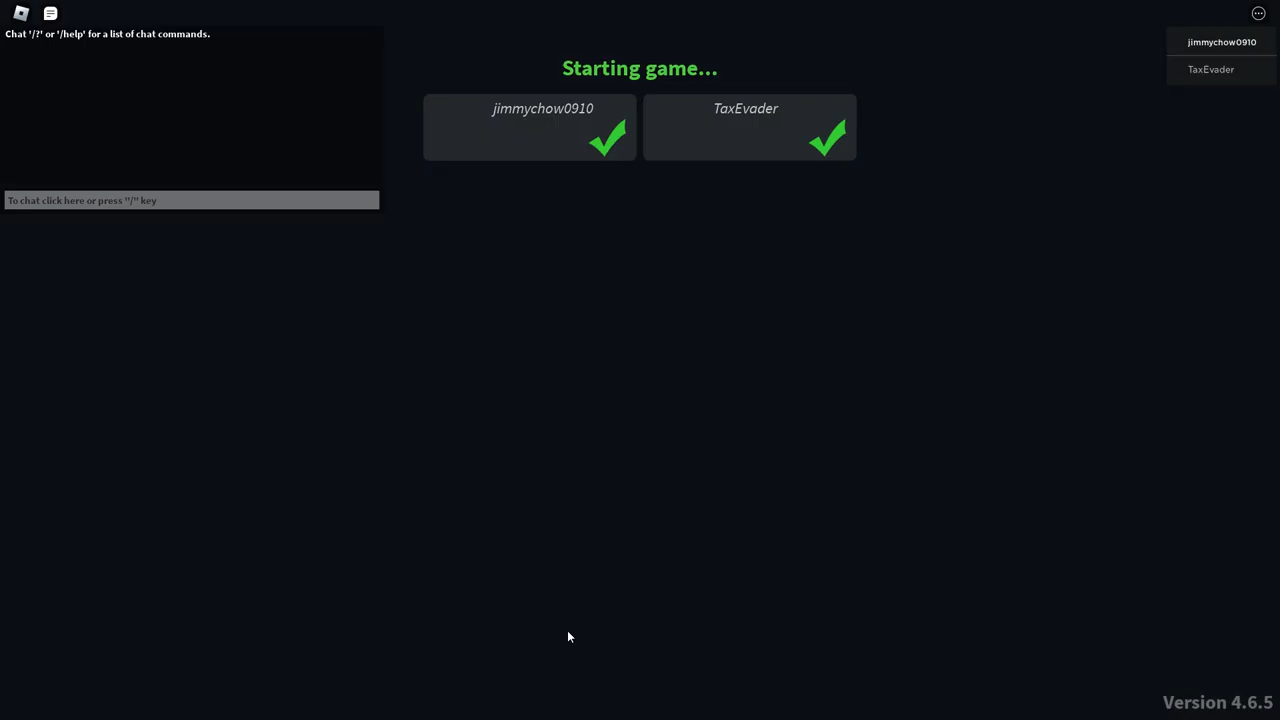 Chat '/?' or '/help' for a list of chat commands.
To chat click here or press "/" key
Starting game...
jimmychow0910
TaxEvader
jimmychow0910
TaxEvader
Version 4.6.5